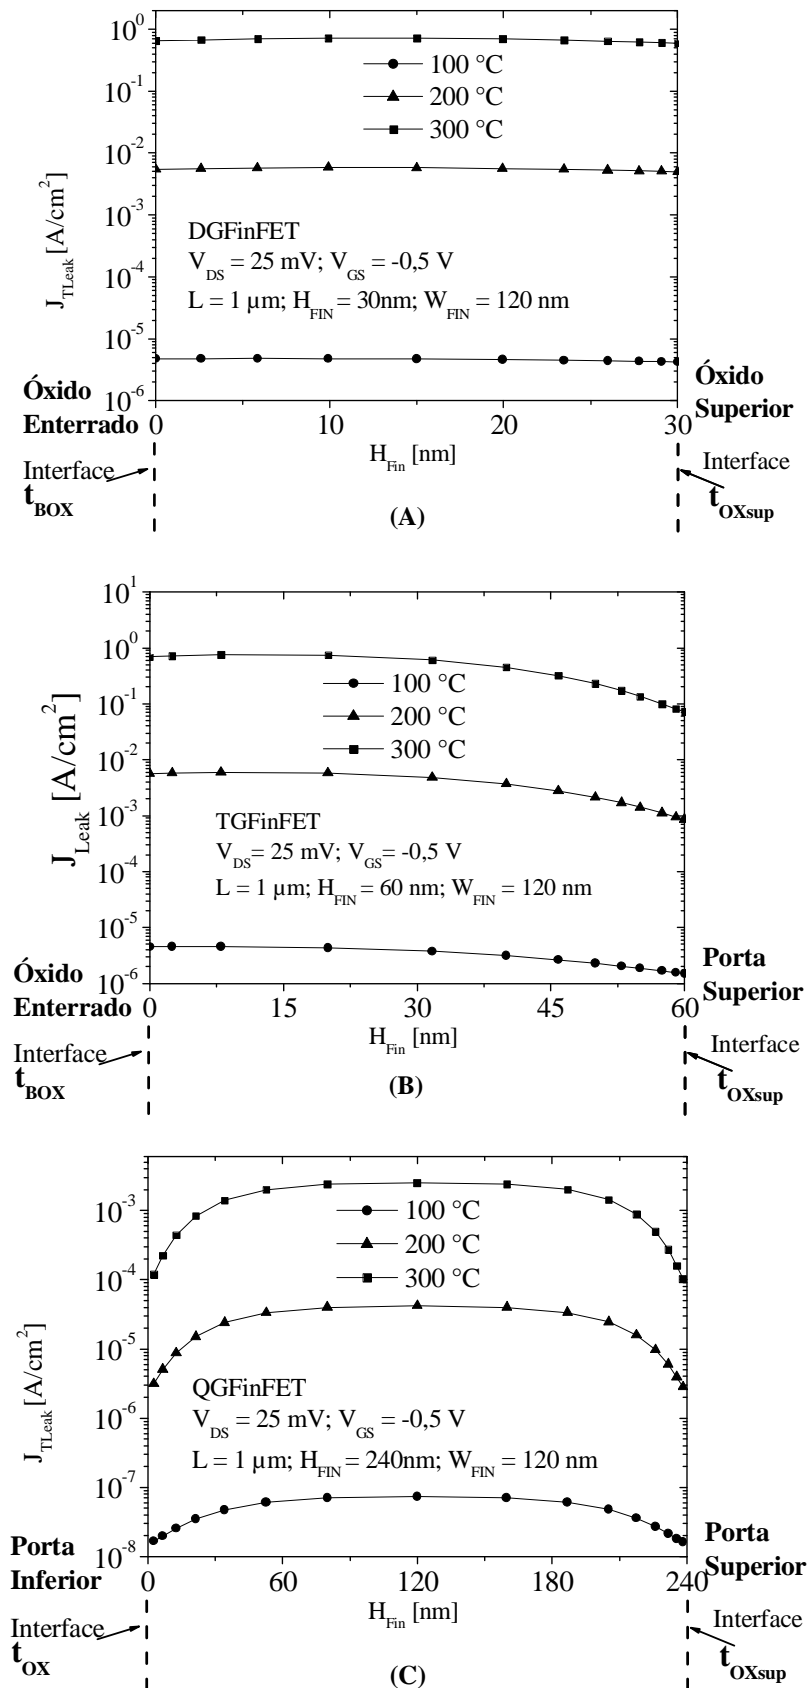 10^0
10^-1
10^-2
10^-3
10^-4
10^-5
10^-6
J_TLeak [A/cm^2]
100 °C
200 °C
300 °C
DGFinFET
V_DS = 25 mV; V_GS = -0,5 V
L = 1 µm; H_FIN = 30nm; W_FIN = 120 nm
0 10 20 30
H_Fin [nm]
Óxido
Enterrado
Interface
t_BOX
Óxido
Superior
Interface
t_OXsup
(A)
10^1
10^0
10^-1
10^-2
10^-3
10^-4
10^-5
10^-6
J_Leak [A/cm^2]
100 °C
200 °C
300 °C
TGFinFET
V_DS = 25 mV; V_GS = -0,5 V
L = 1 µm; H_FIN = 60 nm; W_FIN = 120 nm
0 15 30 45 60
H_Fin [nm]
Óxido
Enterrado
Interface
t_BOX
Porta
Superior
Interface
t_OXsup
(B)
10^-3
10^-4
10^-5
10^-6
10^-7
10^-8
J_TLeak [A/cm^2]
100 °C
200 °C
300 °C
QGFinFET
V_DS = 25 mV; V_GS = -0,5 V
L = 1 µm; H_FIN = 240nm; W_FIN = 120 nm
0 60 120 180 240
H_Fin [nm]
Porta
Inferior
Interface
t_OX
Porta
Superior
Interface
t_OXsup
(C)